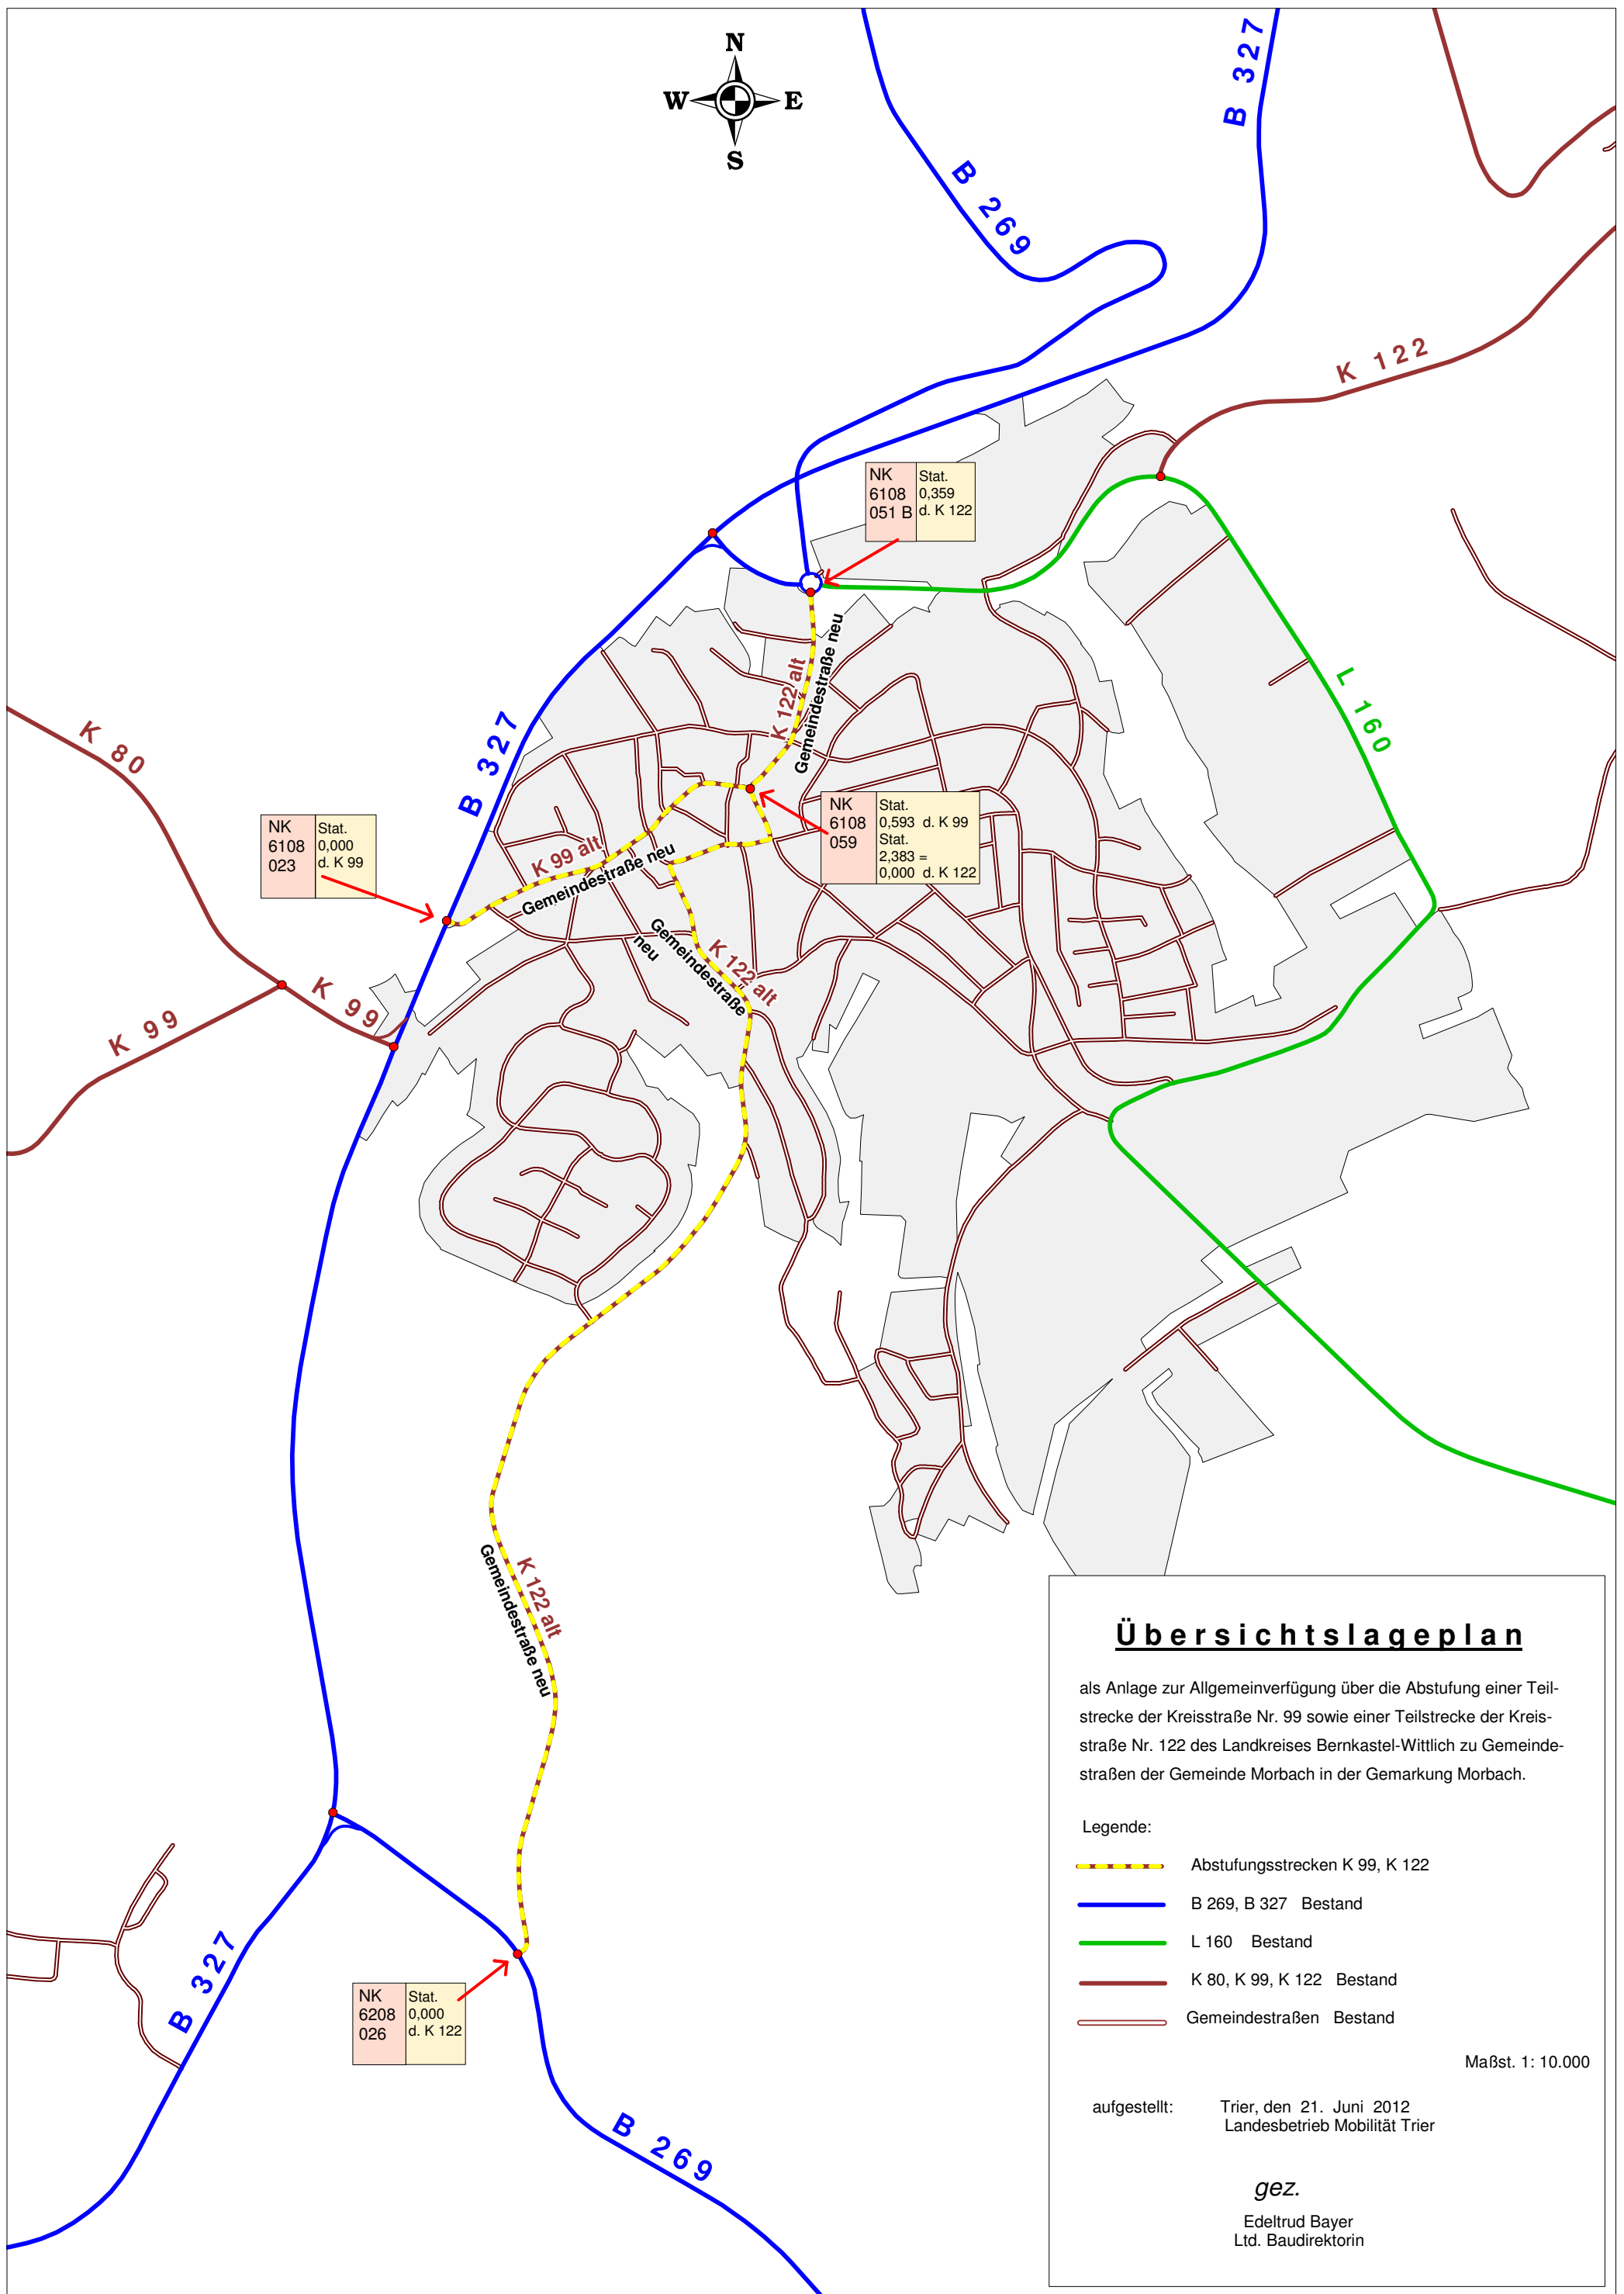 N
W E
S
B 327
B 269
K 122
NK
6108
051 B
Stat.
0,359
d. K 122
K 122 alt
Gemeindestraße neu
L 160
K 80
B 327
NK
6108
023
Stat.
0,000
d. K 99
K 99 alt
Gemeindestraße neu
NK
6108
059
Stat.
0,593 d. K 99
Stat.
2,383 =
0,000 d. K 122
K 99
K 99
Gemeindestraße
neu
K 122 alt
K 122 alt
Gemeindestraße neu
B 327
NK
6208
026
Stat.
0,000
d. K 122
B 269
Übersichtslageplan
als Anlage zur Allgemeinverfügung über die Abstufung einer Teil-
strecke der Kreisstraße Nr. 99 sowie einer Teilstrecke der Kreis-
straße Nr. 122 des Landkreises Bernkastel-Wittlich zu Gemeinde-
straßen der Gemeinde Morbach in der Gemarkung Morbach.
Legende:
Abstufungsstrecken K 99, K 122
B 269, B 327 Bestand
L 160 Bestand
K 80, K 99, K 122 Bestand
Gemeindestraßen Bestand
Maßst. 1: 10.000
aufgestellt: Trier, den 21. Juni 2012
Landesbetrieb Mobilität Trier
gez.
Edeltrud Bayer
Ltd. Baudirektorin